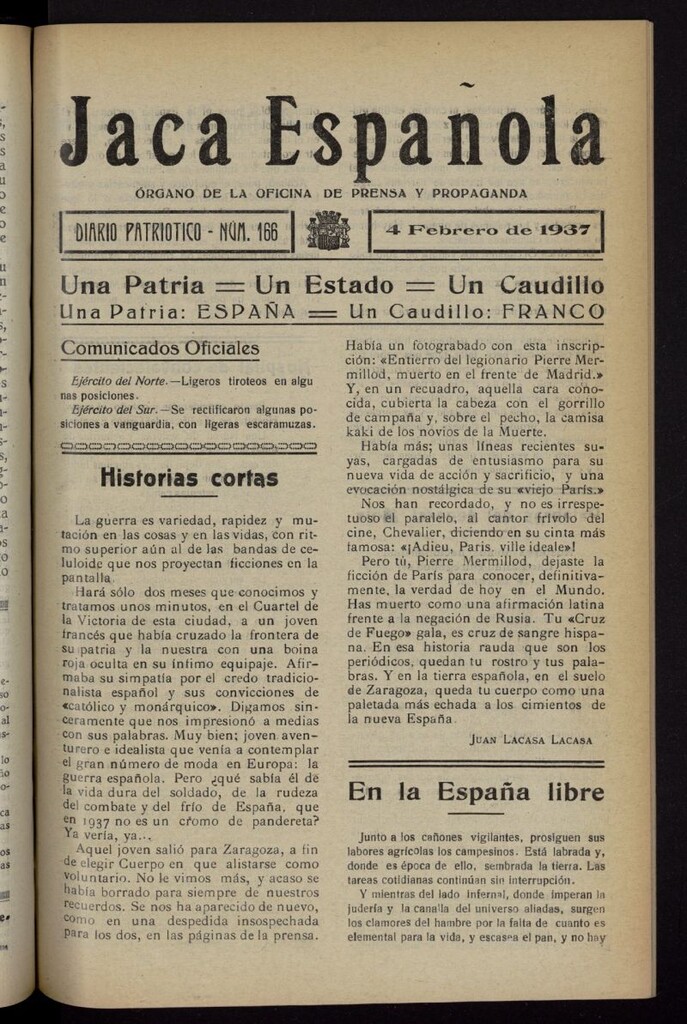 Jaca Española
ÓRGANO DE LA OFICINA DE PRENSA Y PROPAGANDA
DIARIO PATRIOTICO - NÚM. 166
4 Febrero de 1937
Una Patria = Un Estado = Un Caudillo
Una Patria: ESPAÑA = Un Caudillo: FRANCO
Comunicados Oficiales
Ejército del Norte.—Ligeros tiroteos en algu
nas posiciones.
Ejército del Sur.—Se rectificaron algunas po-
siciones a vanguardia, con ligeras escaramuzas.
Historias cortas
La guerra es variedad, rapidez y mu-
tación en las cosas y en las vidas, con rit-
mo superior aún al de las bandas de ce-
luloide que nos proyectan ficciones en la
pantalla.
Hará sólo dos meses que conocimos y
tratamos unos minutos, en el Cuartel de
la Victoria de esta ciudad, a un joven
francés que había cruzado la frontera de
su patria y la nuestra con una boina
roja oculta en su ínfimo equipaje. Afir-
maba su simpatía por el credo tradicio-
nalista español y sus convicciones de
«católico y monárquico». Digamos sin-
ceramente que nos impresionó a medias
con sus palabras. Muy bien; joven aven-
turero e idealista que venía a contemplar
el gran número de moda en Europa: la
guerra española. Pero ¿qué sabía él de
la vida dura del soldado, de la rudeza
del combate y del frío de España, que
en 1937 no es un cromo de pandereta?
Ya vería, ya...
Aquel joven salió para Zaragoza, a fin
de elegir Cuerpo en que alistarse como
voluntario. No le vimos más, y acaso se
había borrado para siempre de nuestros
recuerdos. Se nos ha aparecido de nuevo,
como en una despedida insospechada
para los dos, en las páginas de la prensa.
Había un fotograbado con esta inscrip-
ción: «Entierro del legionario Pierre Mer-
millod, muerto en el frente de Madrid.»
Y, en un recuadro, aquella cara cono-
cida, cubierta la cabeza con el gorrillo
de campaña y, sobre el pecho, la camisa
kaki de los novios de la Muerte.
Había más; unas líneas recientes su-
yas, cargadas de entusiasmo para su
nueva vida de acción y sacrificio, y una
evocación nostálgica de su «viejo París.»
Nos han recordado, y no es irrespe-
tuoso el paralelo, al cantor frívolo del
cine, Chevalier, diciendo en su cinta más
famosa: «¡Adieu, Paris, ville ideale»!
Pero tú, Pierre Mermillod, dejaste la
ficción de París para conocer, definitiva-
mente, la verdad de hoy en el Mundo.
Has muerto como una afirmación latina
frente a la negación de Rusia. Tu «Cruz
de Fuego» gala, es cruz de sangre hispa-
na. En esa historia rauda que son los
periódicos, quedan tu rostro y tus pala-
bras. Y en la tierra española, en el suelo
de Zaragoza, queda tu cuerpo como una
paletada más echada a los cimientos de
la nueva España.
JUAN LACASA LACASA
En la España libre
Junto a los cañones vigilantes, prosiguen sus
labores agrícolas los campesinos. Está labrada y,
donde es época de ello, sembrada la tierra. Las
tareas cotidianas continúan sin interrupción.
Y mientras del lado infernal, donde imperan la
judería y la canalla del universo aliadas, surgen
los clamores del hambre por la falta de cuanto es
elemental para la vida, y escasea el pan, y no hay